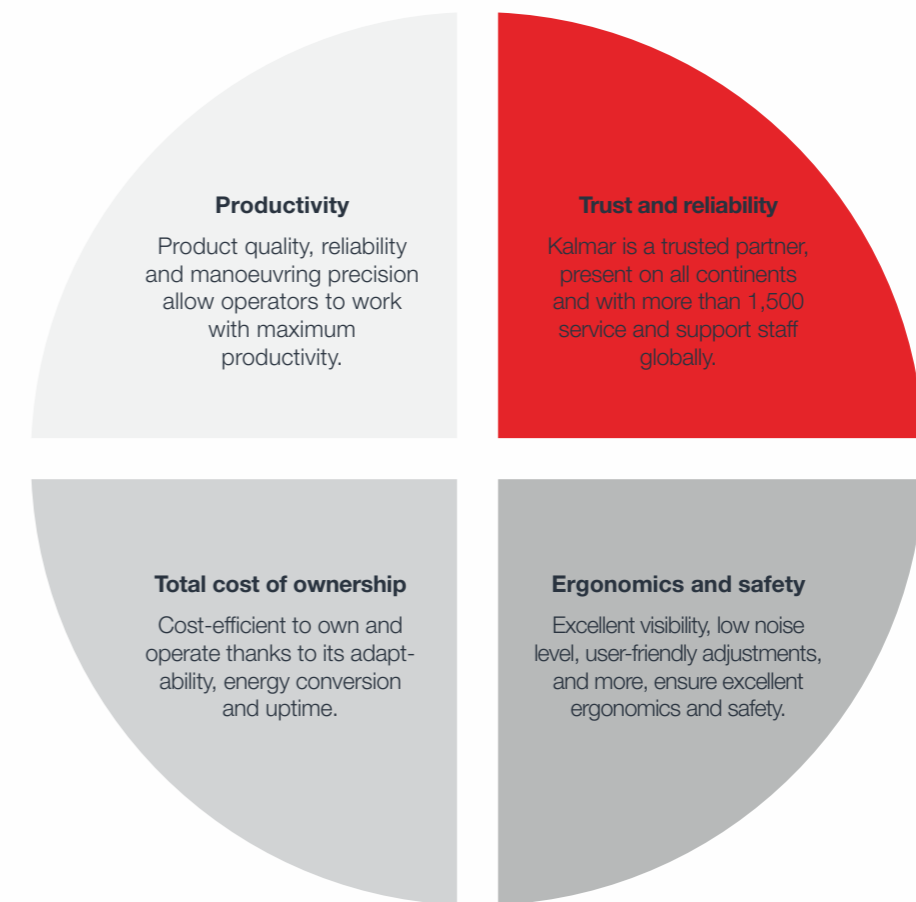 Productivity
Product quality, reliability
and manoeuvring precision
allow operators to work
with maximum
productivity.
Trust and reliability
Kalmar is a trusted partner,
present on all continents
and with more than 1,500
service and support staff
globally.
Total cost of ownership
Cost-efficient to own and
operate thanks to its adapt-
ability, energy conversion
and uptime.
Ergonomics and safety
Excellent visibility, low noise
level, user-friendly adjustments,
and more, ensure excellent
ergonomics and safety.